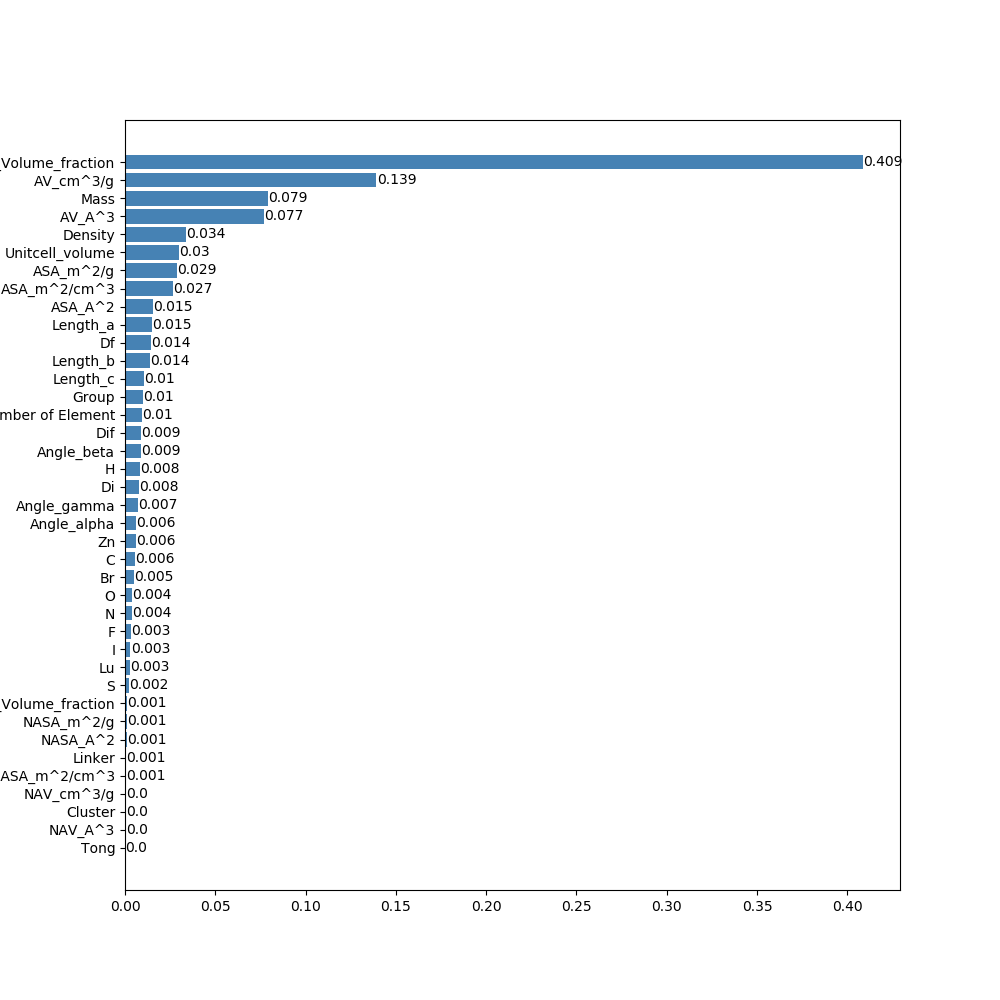 _Volume_fraction 0.409
AV_cm^3/g 0.139
Mass 0.079
AV_A^3 0.077
Density 0.034
Unitcell_volume 0.03
ASA_m^2/g 0.029
ASA_m^2/cm^3 0.027
ASA_A^2 0.015
Length_a 0.015
Df 0.014
Length_b 0.014
Length_c 0.01
Group 0.01
mber of Element 0.01
Dif 0.009
Angle_beta 0.009
H 0.008
Di 0.008
Angle_gamma 0.007
Angle_alpha 0.006
Zn 0.006
C 0.006
Br 0.005
O 0.004
N 0.004
F 0.003
I 0.003
Lu 0.003
S 0.002
_Volume_fraction 0.001
NASA_m^2/g 0.001
NASA_A^2 0.001
Linker 0.001
ASA_m^2/cm^3 0.001
NAV_cm^3/g 0.0
Cluster 0.0
NAV_A^3 0.0
Tong 0.0
0.00 0.05 0.10 0.15 0.20 0.25 0.30 0.35 0.40